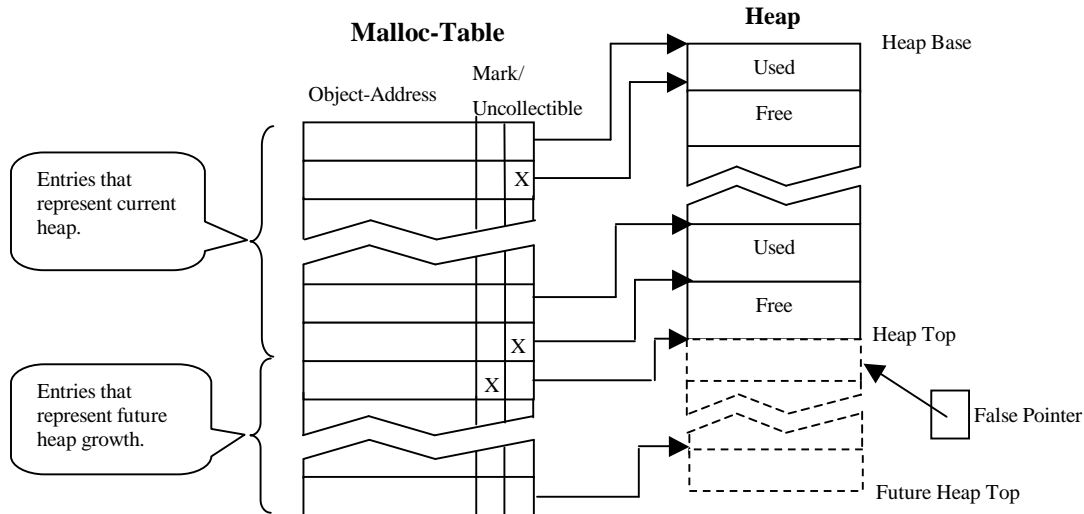 Heap
Malloc-Table
Heap Base
Mark/
Uncollectible
Object-Address
Used
Free
Entries that
represent current
heap.
X
Used
Free
X
Heap Top
X
Entries that
represent future
heap growth.
False Pointer
Future Heap Top